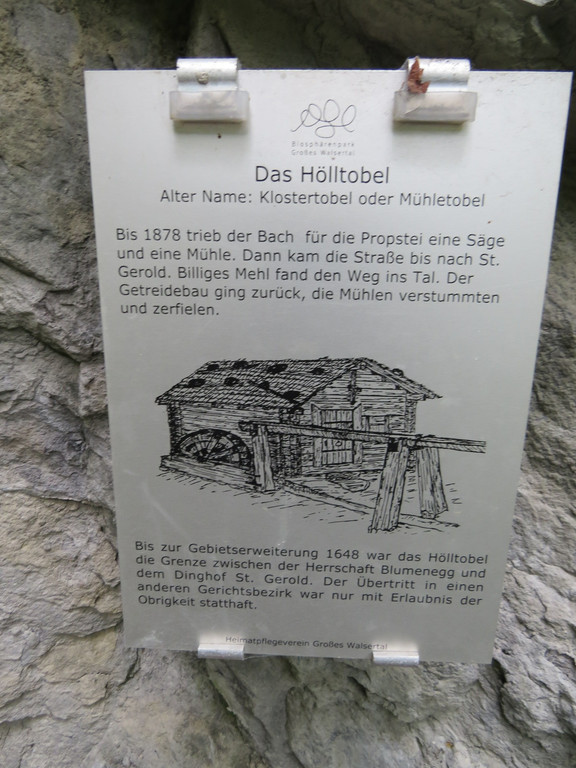 Biosphärenpark
Großes Walsertal
Das Hölltobel
Alter Name: Klostertobel oder Mühletobel
Bis 1878 trieb der Bach für die Propstei eine Säge
und eine Mühle. Dann kam die Straße bis nach St.
Gerold. Billiges Mehl fand den Weg ins Tal. Der
Getreidebau ging zurück, die Mühlen verstummten
und zerfielen.
Bis zur Gebietserweiterung 1648 war das Hölltobel
die Grenze zwischen der Herrschaft Blumenegg und
dem Dinghof St. Gerold. Der Übertritt in einen
anderen Gerichtsbezirk war nur mit Erlaubnis der
Obrigkeit statthaft.
Heimatpflegeverein Großes Walsertal